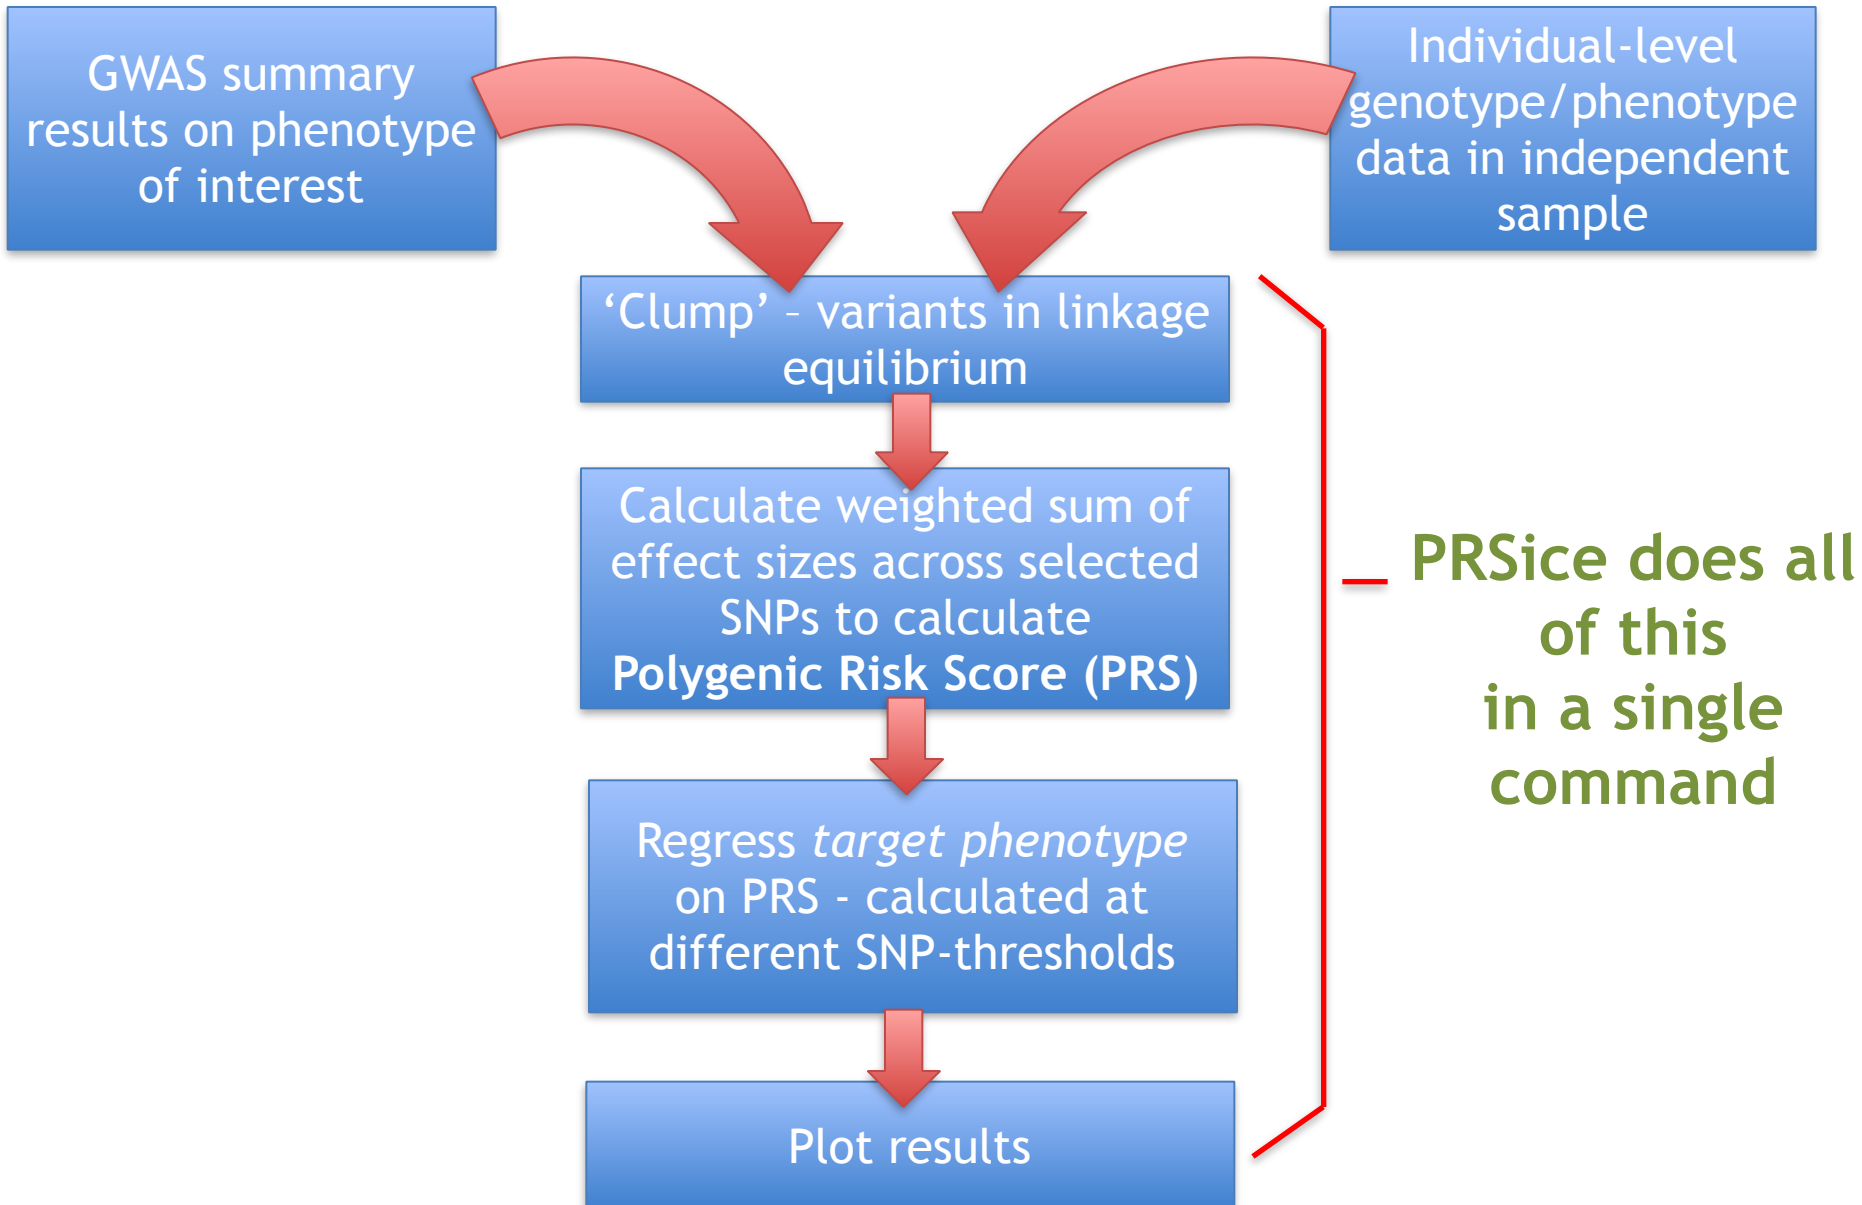 GWAS summary
results on phenotype
of interest
Individual-level
genotype/phenotype
data in independent
sample
‘Clump’ – variants in linkage
equilibrium
Calculate weighted sum of
effect sizes across selected
SNPs to calculate
Polygenic Risk Score (PRS)
Regress target phenotype
on PRS - calculated at
different SNP-thresholds
Plot results
PRSice does all
of this
in a single
command